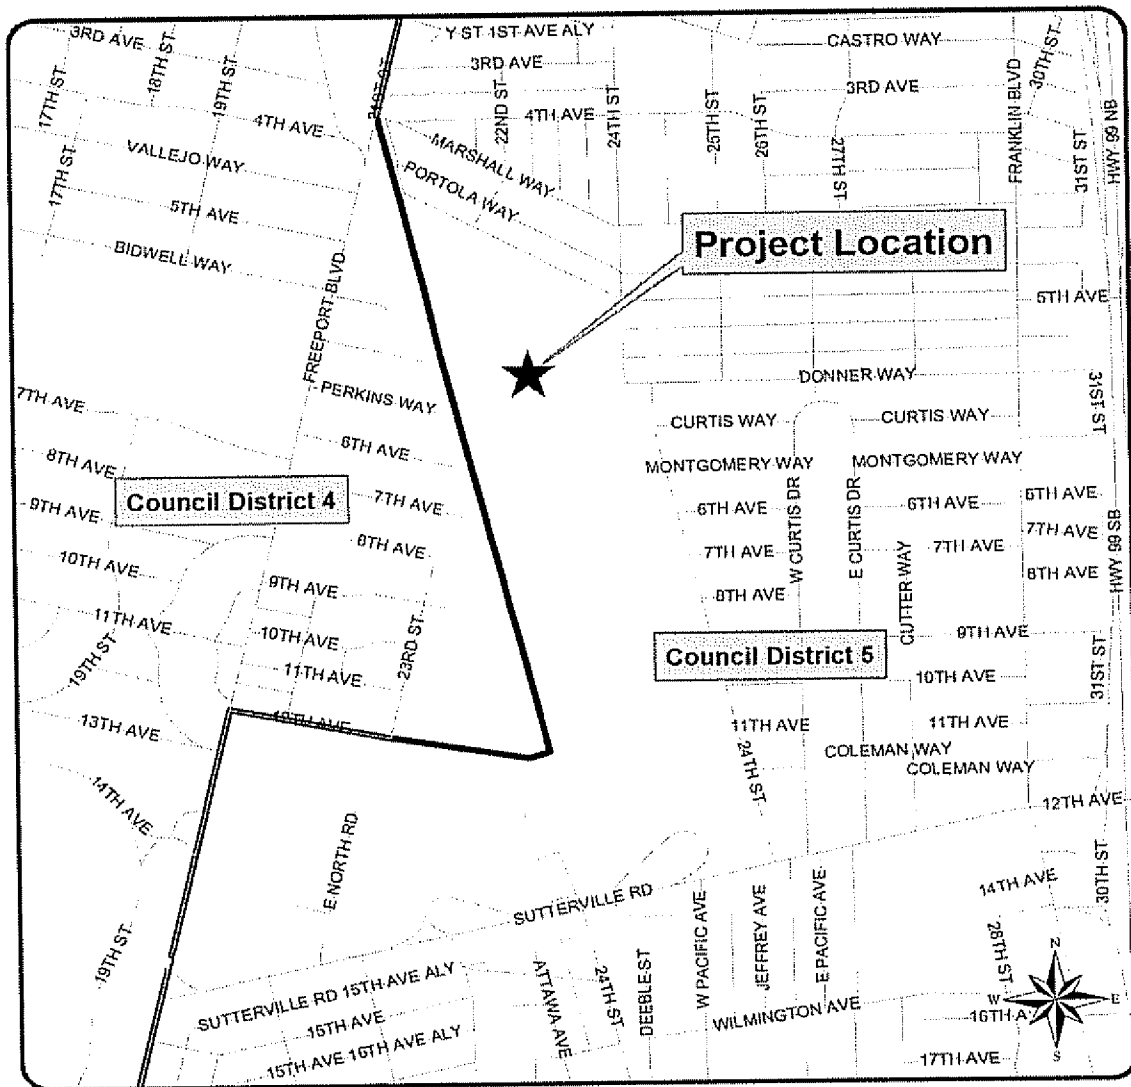 3RD AVE
18TH ST
17TH ST
19TH ST
21ST ST
Y ST 1ST AVE ALY
3RD AVE
22ND ST
4TH AVE
24TH ST
25TH ST
26TH ST
CASTRO WAY
3RD AVE
27TH ST
FRANKLIN BLVD
30TH ST
31ST ST
HWY 99 NB
4TH AVE
VALLEJO WAY
17TH ST
5TH AVE
BIDWELL WAY
MARSHALL WAY
PORTOLA WAY
Project Location
5TH AVE
FREEPORT BLVD
PERKINS WAY
DONNER WAY
31ST ST
7TH AVE
6TH AVE
CURTIS WAY
CURTIS WAY
8TH AVE
MONTGOMERY WAY
MONTGOMERY WAY
Council District 4
9TH AVE
7TH AVE
6TH AVE
W CURTIS DR
E CURTIS DR
6TH AVE
6TH AVE
8TH AVE
7TH AVE
7TH AVE
7TH AVE
HWY 99 SB
10TH AVE
9TH AVE
8TH AVE
CUTTER WAY
8TH AVE
11TH AVE
10TH AVE
23RD ST
9TH AVE
Council District 5
19TH ST
11TH AVE
10TH AVE
31ST ST
13TH AVE
12TH AVE
11TH AVE
11TH AVE
24TH ST
COLEMAN WAY
COLEMAN WAY
14TH AVE
12TH AVE
E NORTH RD
30TH ST
14TH AVE
SUTTERVILLE RD
W PACIFIC AVE
JEFFREY AVE
E PACIFIC AVE
28TH ST
19TH ST
ATTAWA AVE
24TH ST
DEEBLE ST
N
W
E
S
SUTTERVILLE RD 15TH AVE ALY
WILMINGTON AVE
16TH A
15TH AVE
15TH AVE 16TH AVE ALY
17TH AVE